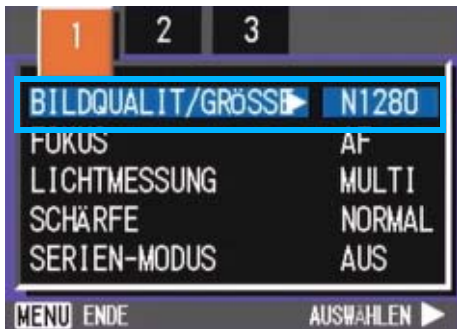 1 2 3
BILDQUALIT/GRÖSSE N1280
FOKUS AF
LICHTMESSUNG MULTI
SCHÄRFE NORMAL
SERIEN-MODUS AUS
MENU ENDE AUSWÄHLEN